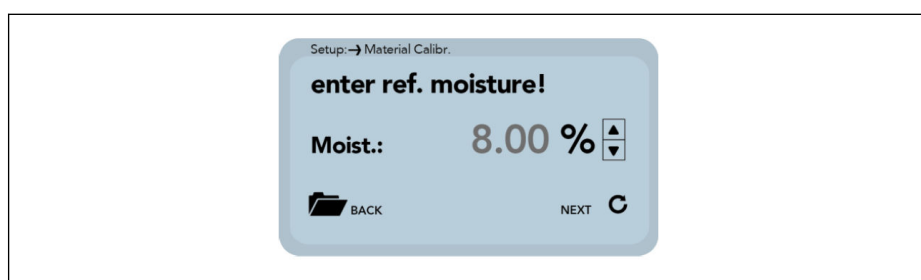 Setup:→ Material Calibr.
enter ref. moisture!
Moist.: 8.00 %
BACK NEXT